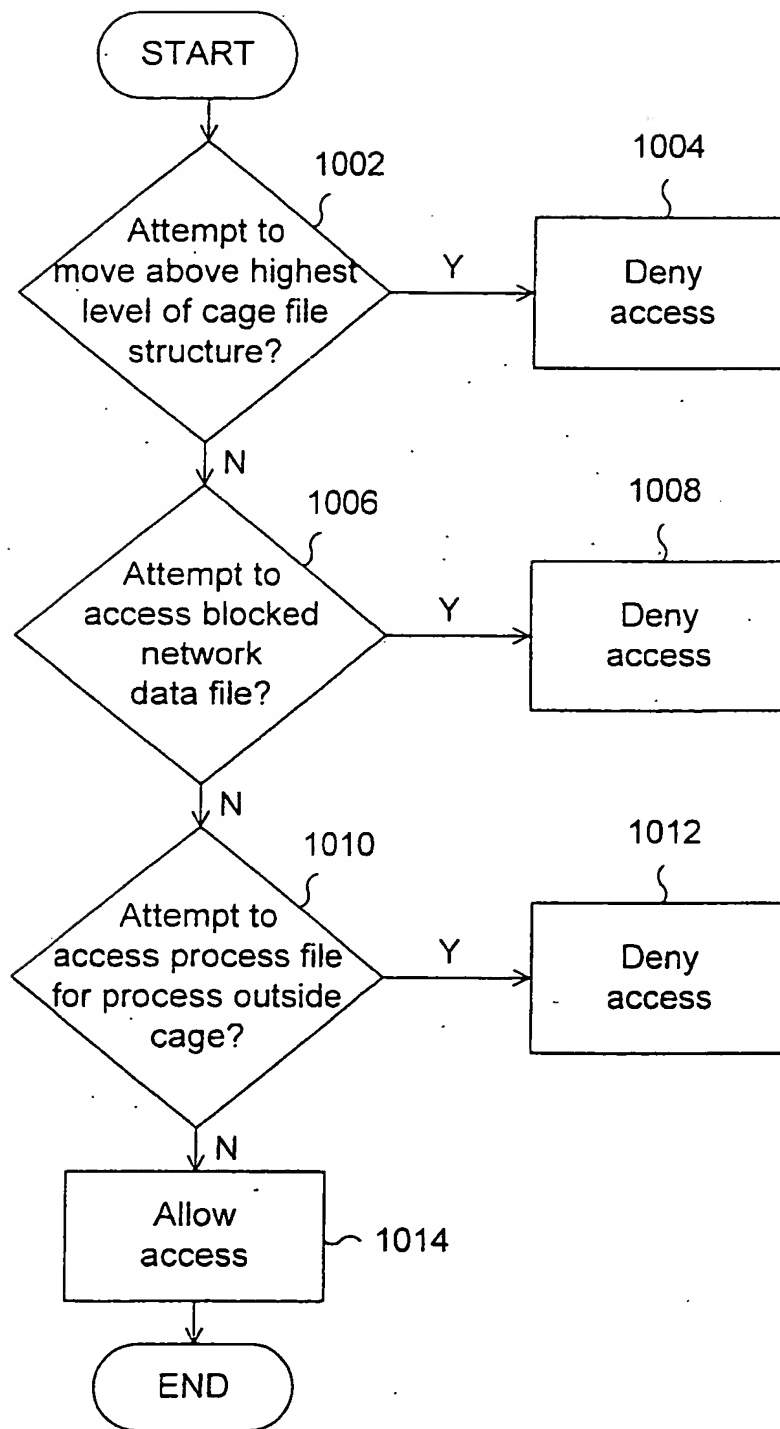 START
1002
Attempt to
move above highest
level of cage file
structure?
Y
1004
Deny
access
N
1006
Attempt to
access blocked
network
data file?
Y
1008
Deny
access
N
1010
Attempt to
access process file
for process outside
cage?
Y
1012
Deny
access
N
Allow
access
1014
END